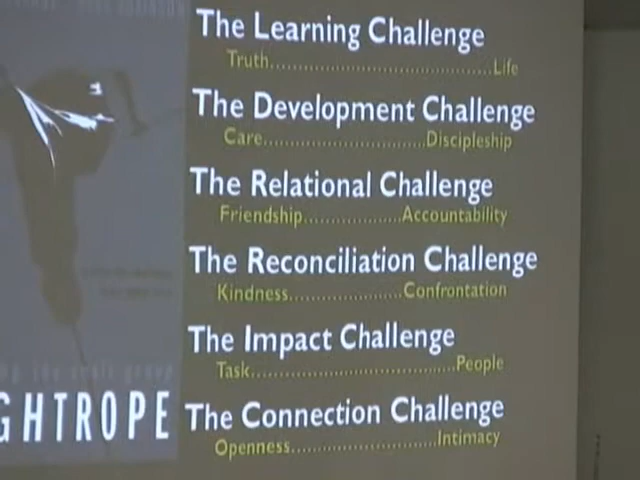 The Learning Challenge
Truth.......................................Life
The Development Challenge
Care............................Discipleship
The Relational Challenge
Friendship.................Accountability
The Reconciliation Challenge
Kindness....................Confrontation
The Impact Challenge
Task...................................People
GHTROPE
The Connection Challenge
Openness.........................Intimacy